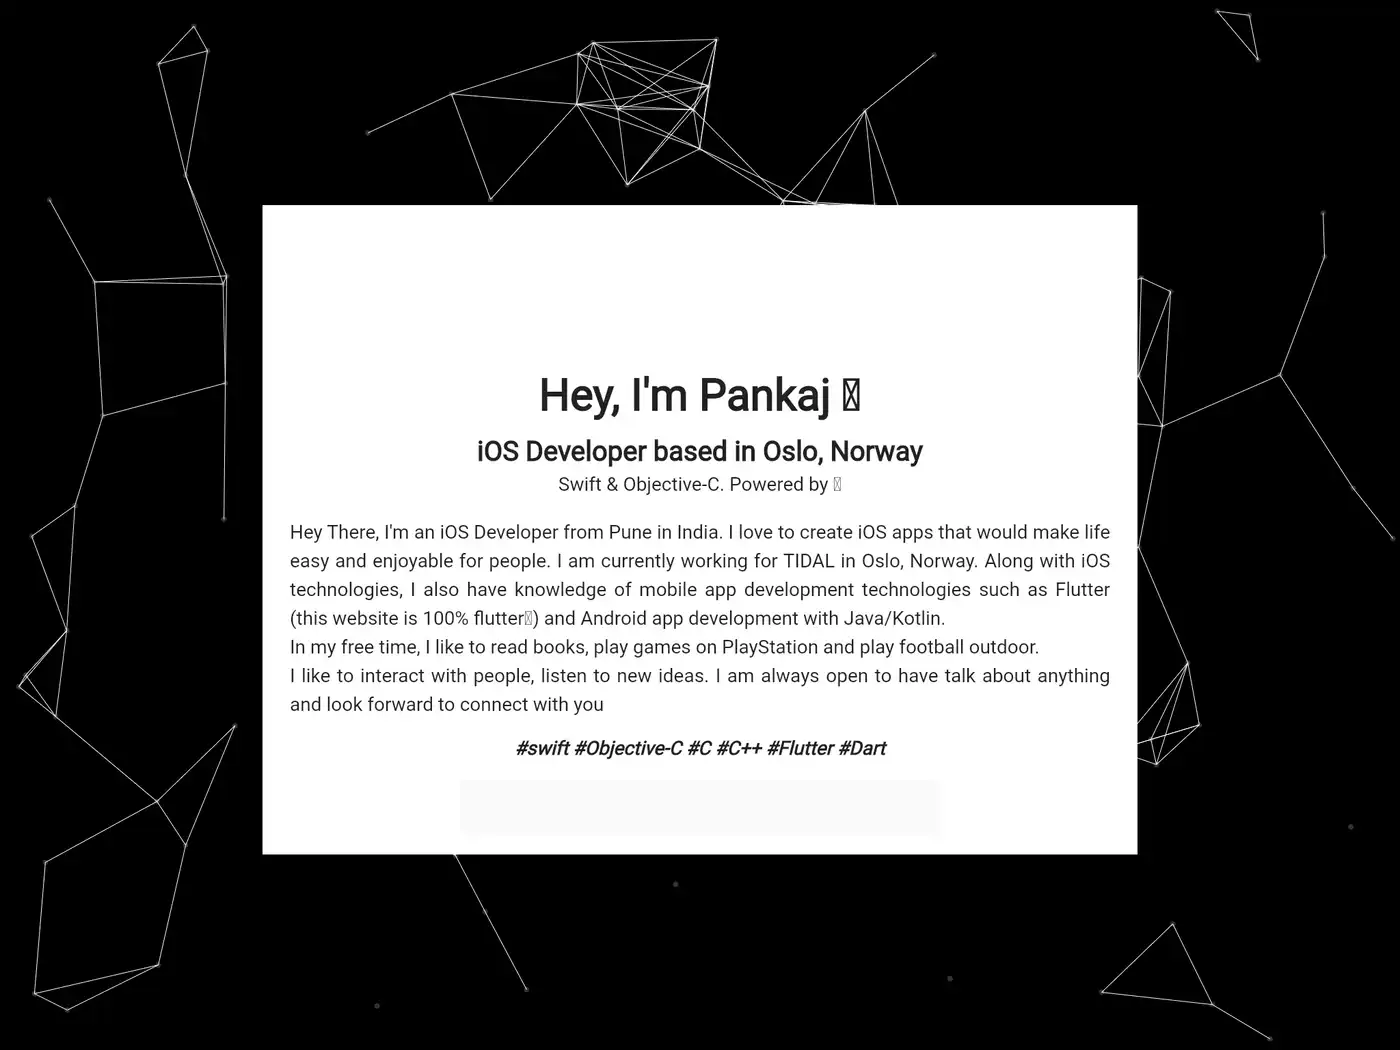 Hey, I'm Pankaj
iOS Developer based in Oslo, Norway
Swift & Objective-C. Powered by
Hey There, I'm an iOS Developer from Pune in India. I love to create iOS apps that would make life
easy and enjoyable for people. I am currently working for TIDAL in Oslo, Norway. Along with iOS
technologies, I also have knowledge of mobile app development technologies such as Flutter
(this website is 100% flutter) and Android app development with Java/Kotlin.
In my free time, I like to read books, play games on PlayStation and play football outdoor.
I like to interact with people, listen to new ideas. I am always open to have talk about anything
and look forward to connect with you
#swift #Objective-C #C #C++ #Flutter #Dart